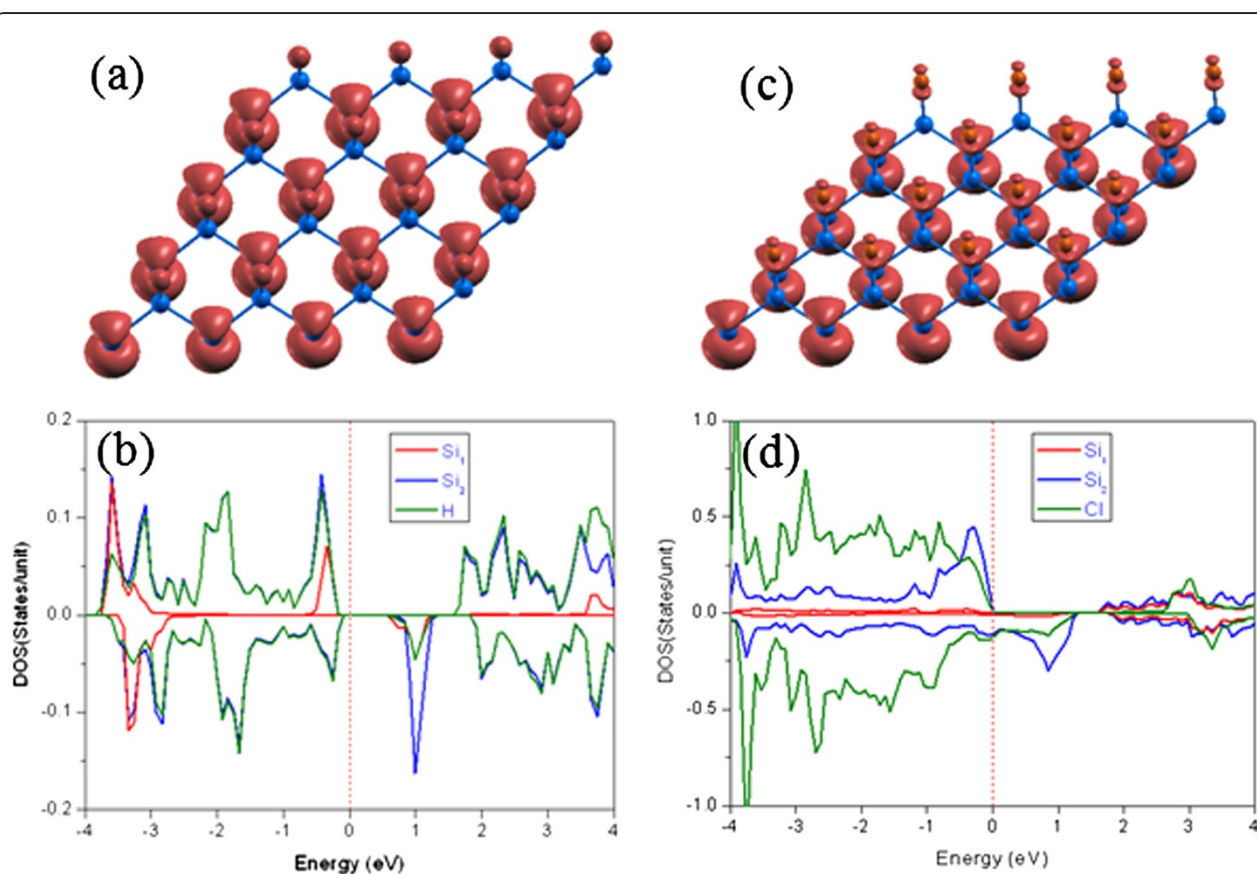 (a)
(c)
(b)
0.2
0.1
0.0
-0.1
-0.2
DOS(States/unit)
-4 -3 -2 -1 0 1 2 3 4
Energy (eV)
Si₁
Si₂
H
(d)
1.0
0.5
0.0
-0.5
-1.0
DOS(States/unit)
-4 -3 -2 -1 0 1 2 3 4
Energy (eV)
Si₁
Si₂
Cl